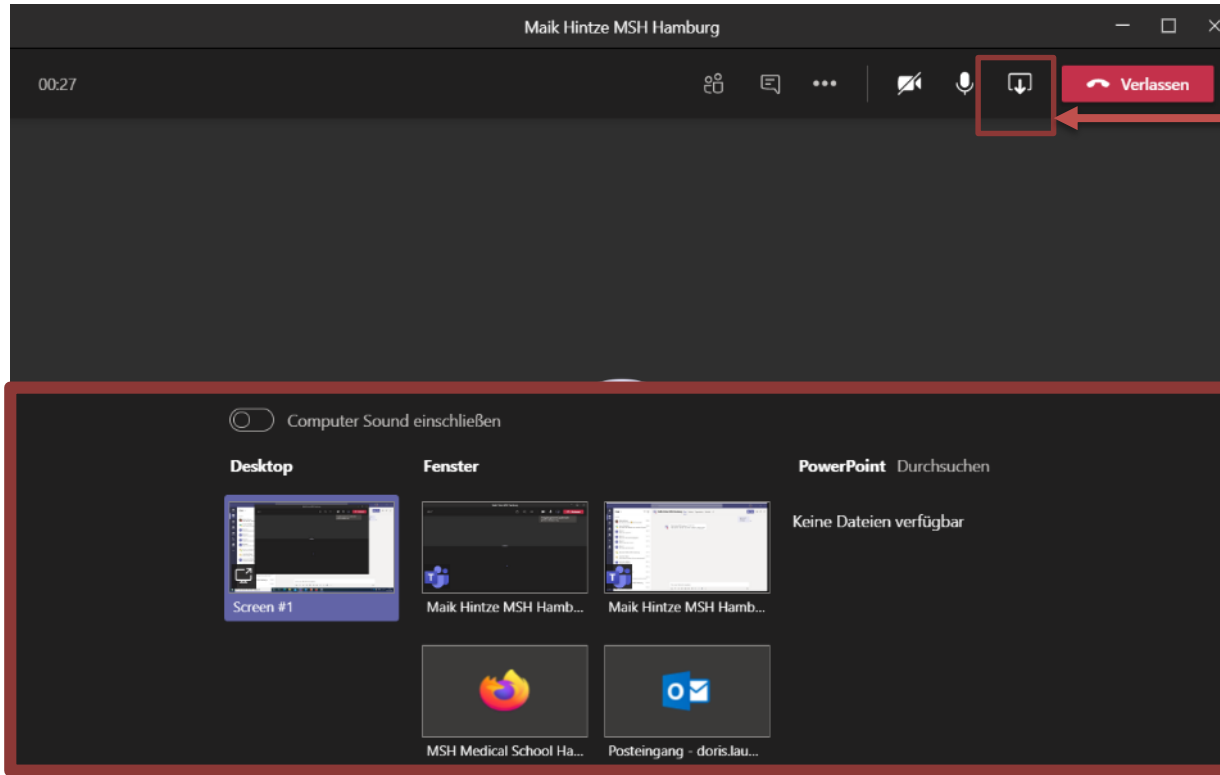 Maik Hintze MSH Hamburg
00:27
Verlassen
Computer Sound einschließen
Desktop
Fenster
PowerPoint Durchsuchen
Keine Dateien verfügbar
Screen #1
Maik Hintze MSH Hamb...
Maik Hintze MSH Hamb...
MSH Medical School Ha...
Posteingang - doris.lau...